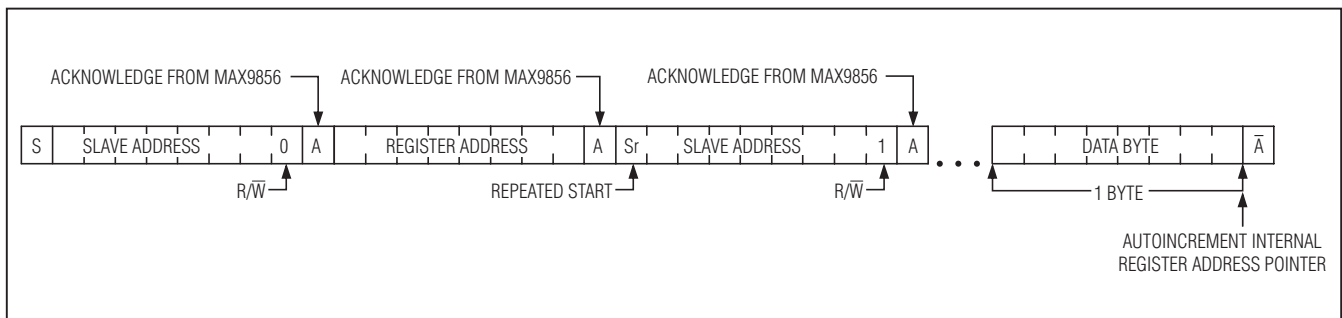 ACKNOWLEDGE FROM MAX9856 ACKNOWLEDGE FROM MAX9856 ACKNOWLEDGE FROM MAX9856
S SLAVE ADDRESS 0 A REGISTER ADDRESS A Sr SLAVE ADDRESS 1 A • • • DATA BYTE A̅
R/W̅ REPEATED START R/W̅ 1 BYTE
AUTOINCREMENT INTERNAL
REGISTER ADDRESS POINTER